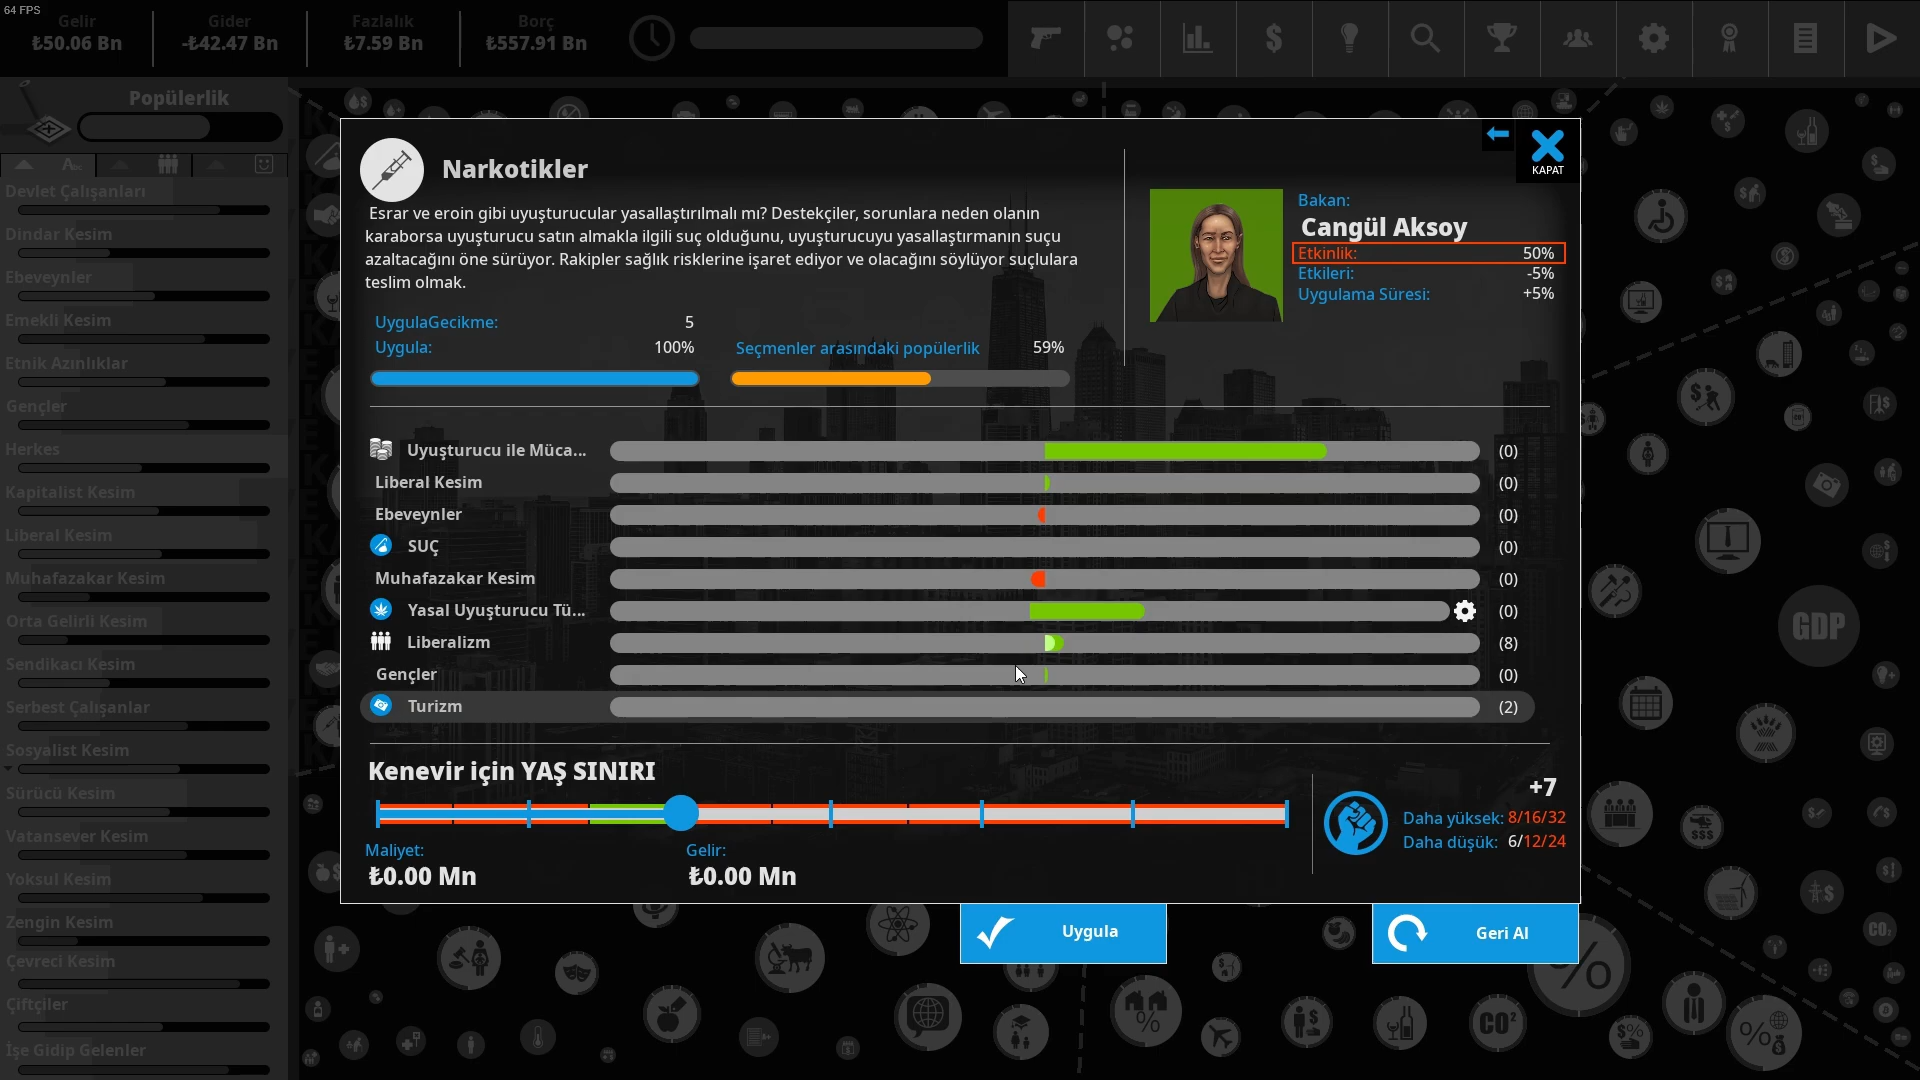 64 FPS
Gelir
₺50.06 Bn
Gider
-₺42.47 Bn
Fazlalık
₺7.59 Bn
Borç
₺557.91 Bn
Popülerlik
Devlet Çalışanları
Dindar Kesim
Ebeveynler
Emekli Kesim
Etnik Azınlıklar
Gençler
Herkes
Kapitalist Kesim
Liberal Kesim
Muhafazakar Kesim
Orta Gelirli Kesim
Sendikacı Kesim
Serbest Çalışanlar
Sosyalist Kesim
Sürücü Kesim
Vatansever Kesim
Yoksul Kesim
Zengin Kesim
Çevreci Kesim
Çiftçiler
İşe Gidip Gelenler
Narkotikler
Esrar ve eroin gibi uyuşturucular yasallaştırılmalı mı? Destekçiler, sorunlara neden olanın
karaborsa uyuşturucu satın almakla ilgili suç olduğunu, uyuşturucuyu yasallaştırmanın suçu
azaltacağını öne sürüyor. Rakipler sağlık risklerine işaret ediyor ve olacağını söylüyor suçlulara
teslim olmak.
UygulaGecikme: 5
Uygula: 100%
Seçmenler arasındaki popülerlik 59%
KAPAT
Bakan:
Cangül Aksoy
Etkinlik: 50%
Etkileri: -5%
Uygulama Süresi: +5%
Uyuşturucu ile Müca... (0)
Liberal Kesim (0)
Ebeveynler (0)
SUÇ (0)
Muhafazakar Kesim (0)
Yasal Uyuşturucu Tü... (0)
Liberalizm (8)
Gençler (0)
Turizm (2)
Kenevir için YAŞ SINIRI
Maliyet:
₺0.00 Mn
Gelir:
₺0.00 Mn
+7
Daha yüksek: 8/16/32
Daha düşük: 6/12/24
Uygula
Geri Al
GDP
CO²
CO²